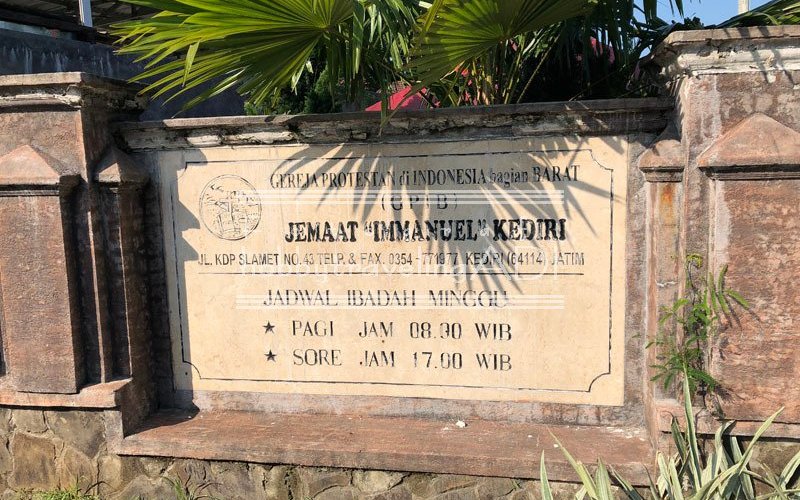 GEREJA PROTESTAN di INDONESIA bagian BARAT
(GPIB)
JEMAAT "IMMANUEL" KEDIRI
JL. KDP SLAMET NO. 43 TELP. & FAX. 0354 - 771977 KEDIRI (64114) JATIM
JADWAL IBADAH MINGGU
★ PAGI JAM 08.00 WIB
★ SORE JAM 17.00 WIB